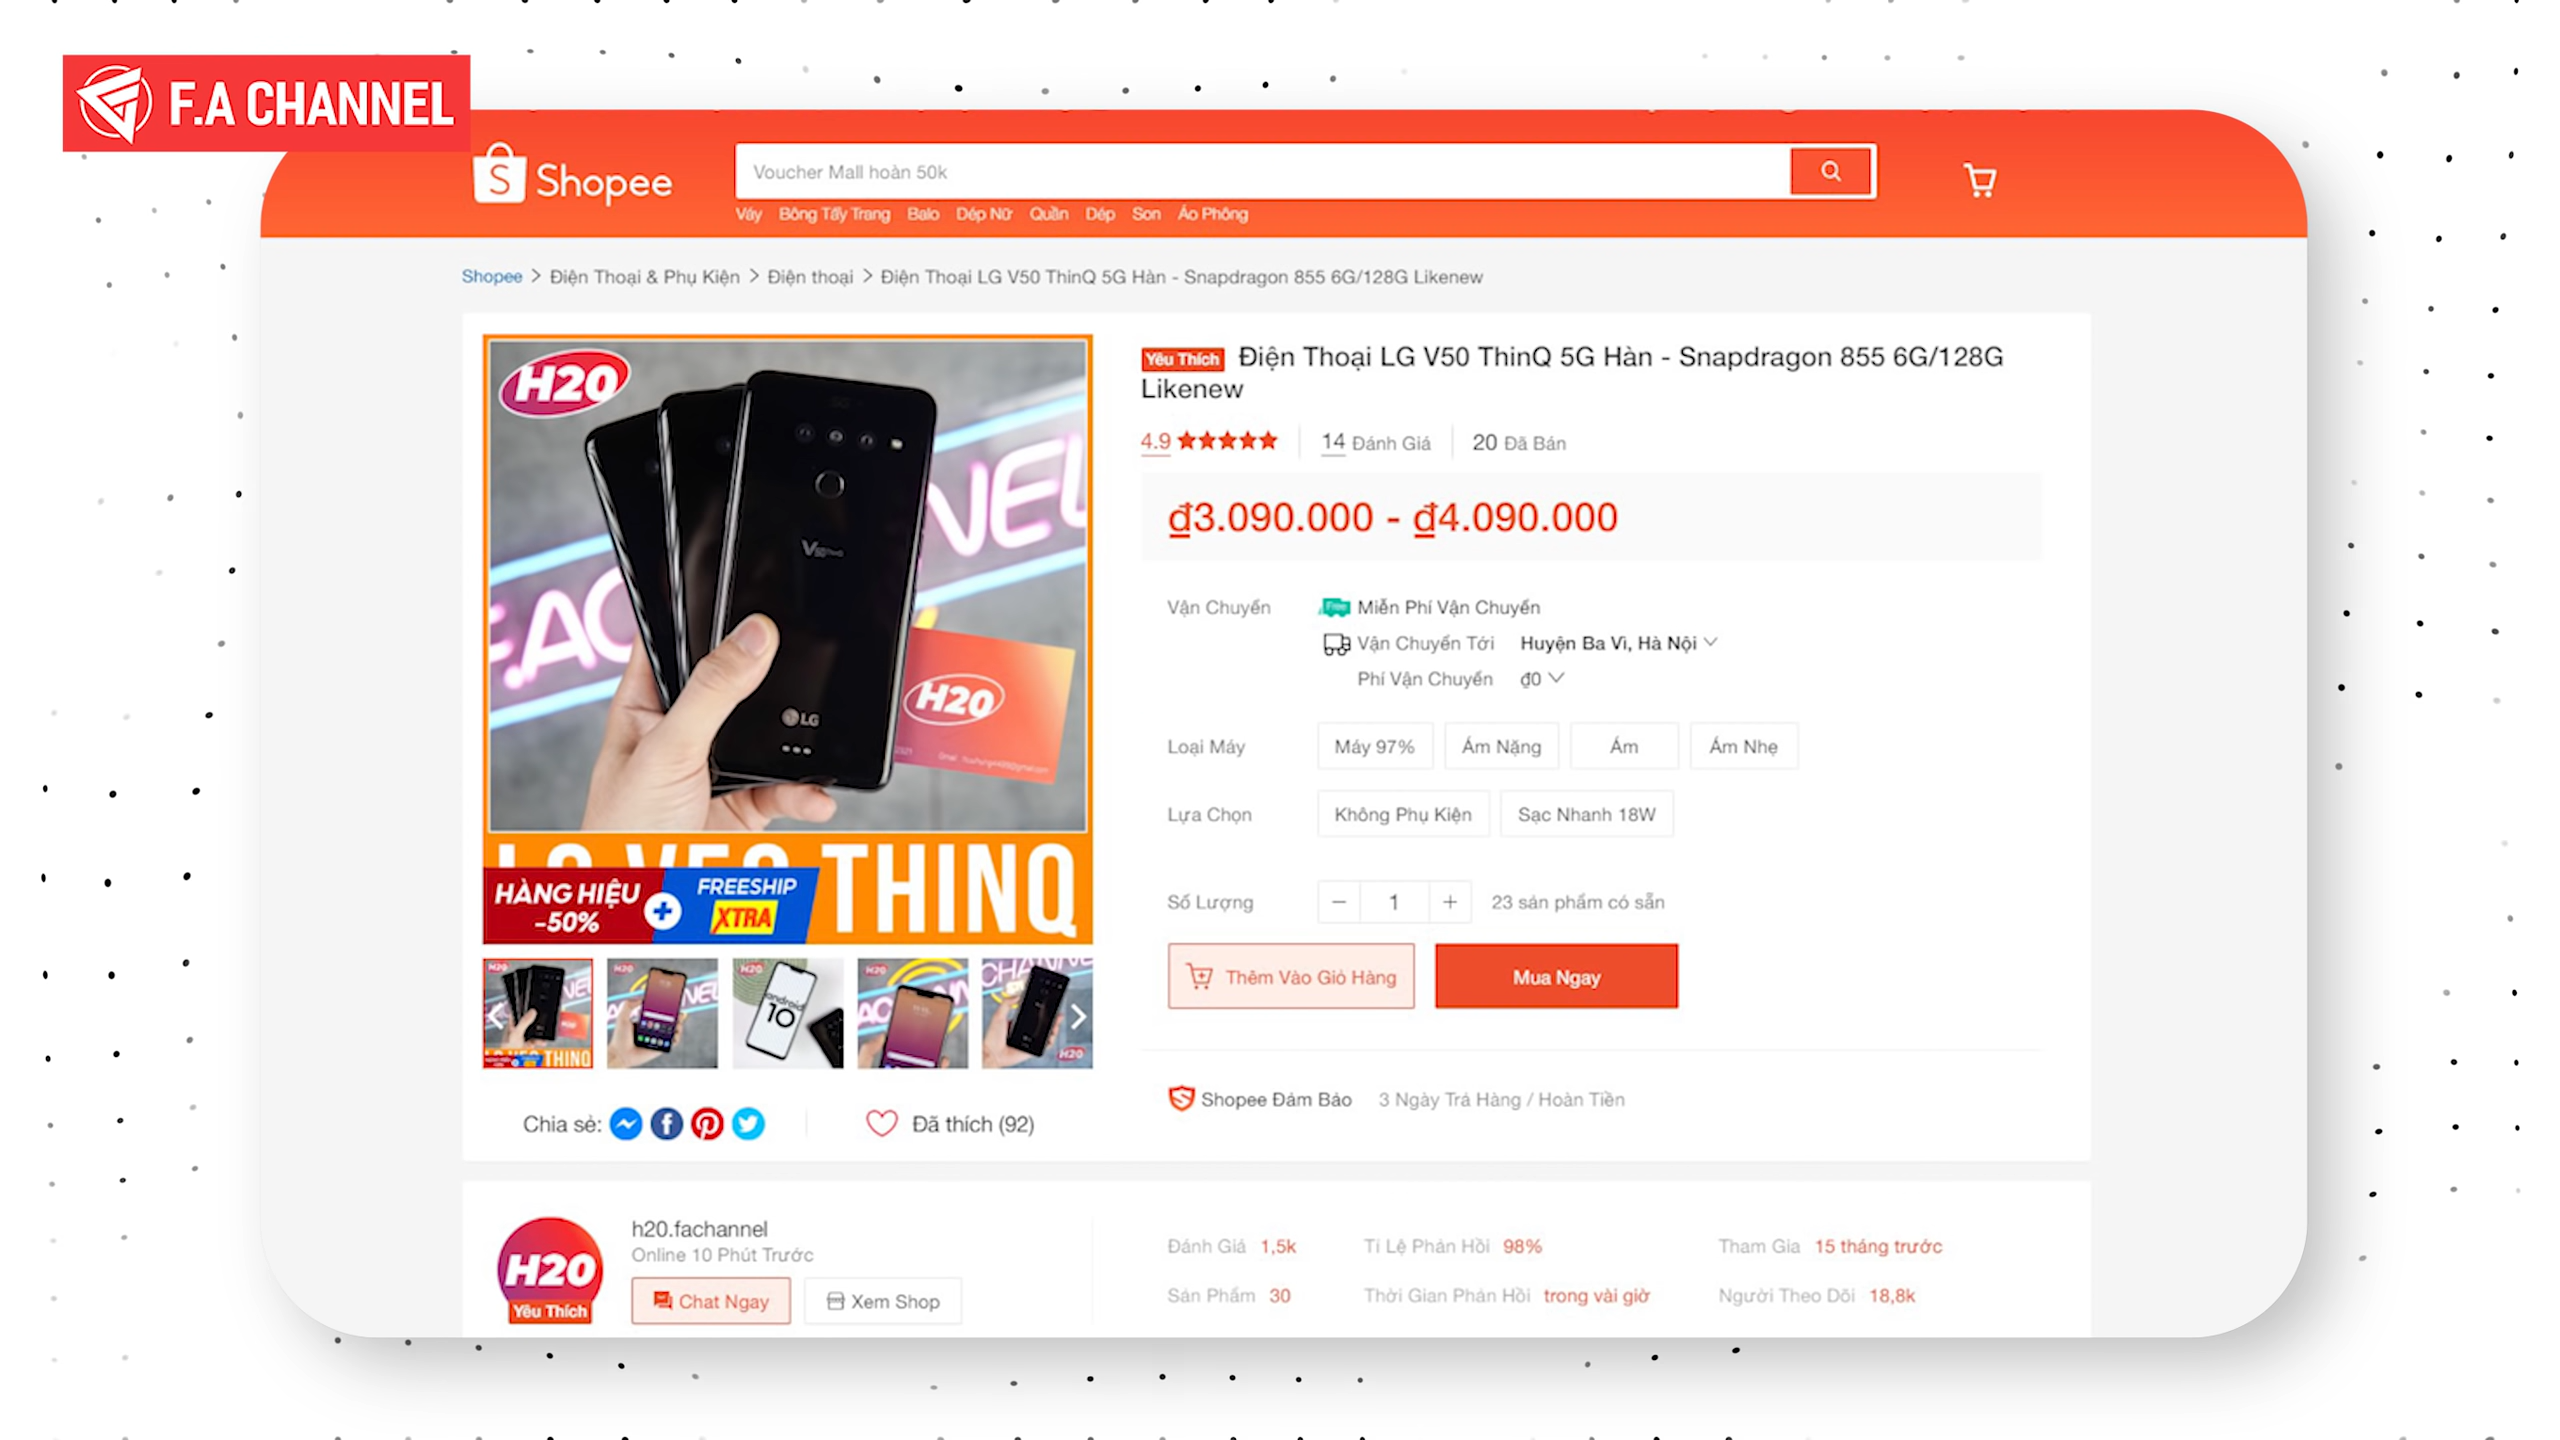 F.A CHANNEL
Shopee
Voucher Mall hoàn 50k
Váy Bông Tẩy Trang Balo Dép Nữ Quần Dép Son Áo Phông
Shopee > Điện Thoại & Phụ Kiện > Điện thoại > Điện Thoại LG V50 ThinQ 5G Hàn - Snapdragon 855 6G/128G Likenew
H20
H20
LG
THINQ
HÀNG HIỆU
-50%
FREESHIP
XTRA
android
10
Chia sẻ:
Đã thích (92)
Yêu Thích Điện Thoại LG V50 ThinQ 5G Hàn - Snapdragon 855 6G/128G
Likenew
4.9 14 Đánh Giá 20 Đã Bán
₫3.090.000 - ₫4.090.000
Vận Chuyển Miễn Phí Vận Chuyển
Vận Chuyển Tới Huyện Ba Vì, Hà Nội
Phí Vận Chuyển ₫0
Loại Máy Máy 97% Ám Nặng Ám Ám Nhẹ
Lựa Chọn Không Phụ Kiện Sạc Nhanh 18W
Số Lượng − 1 + 23 sản phẩm có sẵn
Thêm Vào Giỏ Hàng Mua Ngay
Shopee Đảm Bảo 3 Ngày Trả Hàng / Hoàn Tiền
H20
Yêu Thích
h20.fachannel
Online 10 Phút Trước
Chat Ngay Xem Shop
Đánh Giá 1,5k Tỉ Lệ Phản Hồi 98% Tham Gia 15 tháng trước
Sản Phẩm 30 Thời Gian Phản Hồi trong vài giờ Người Theo Dõi 18,8k